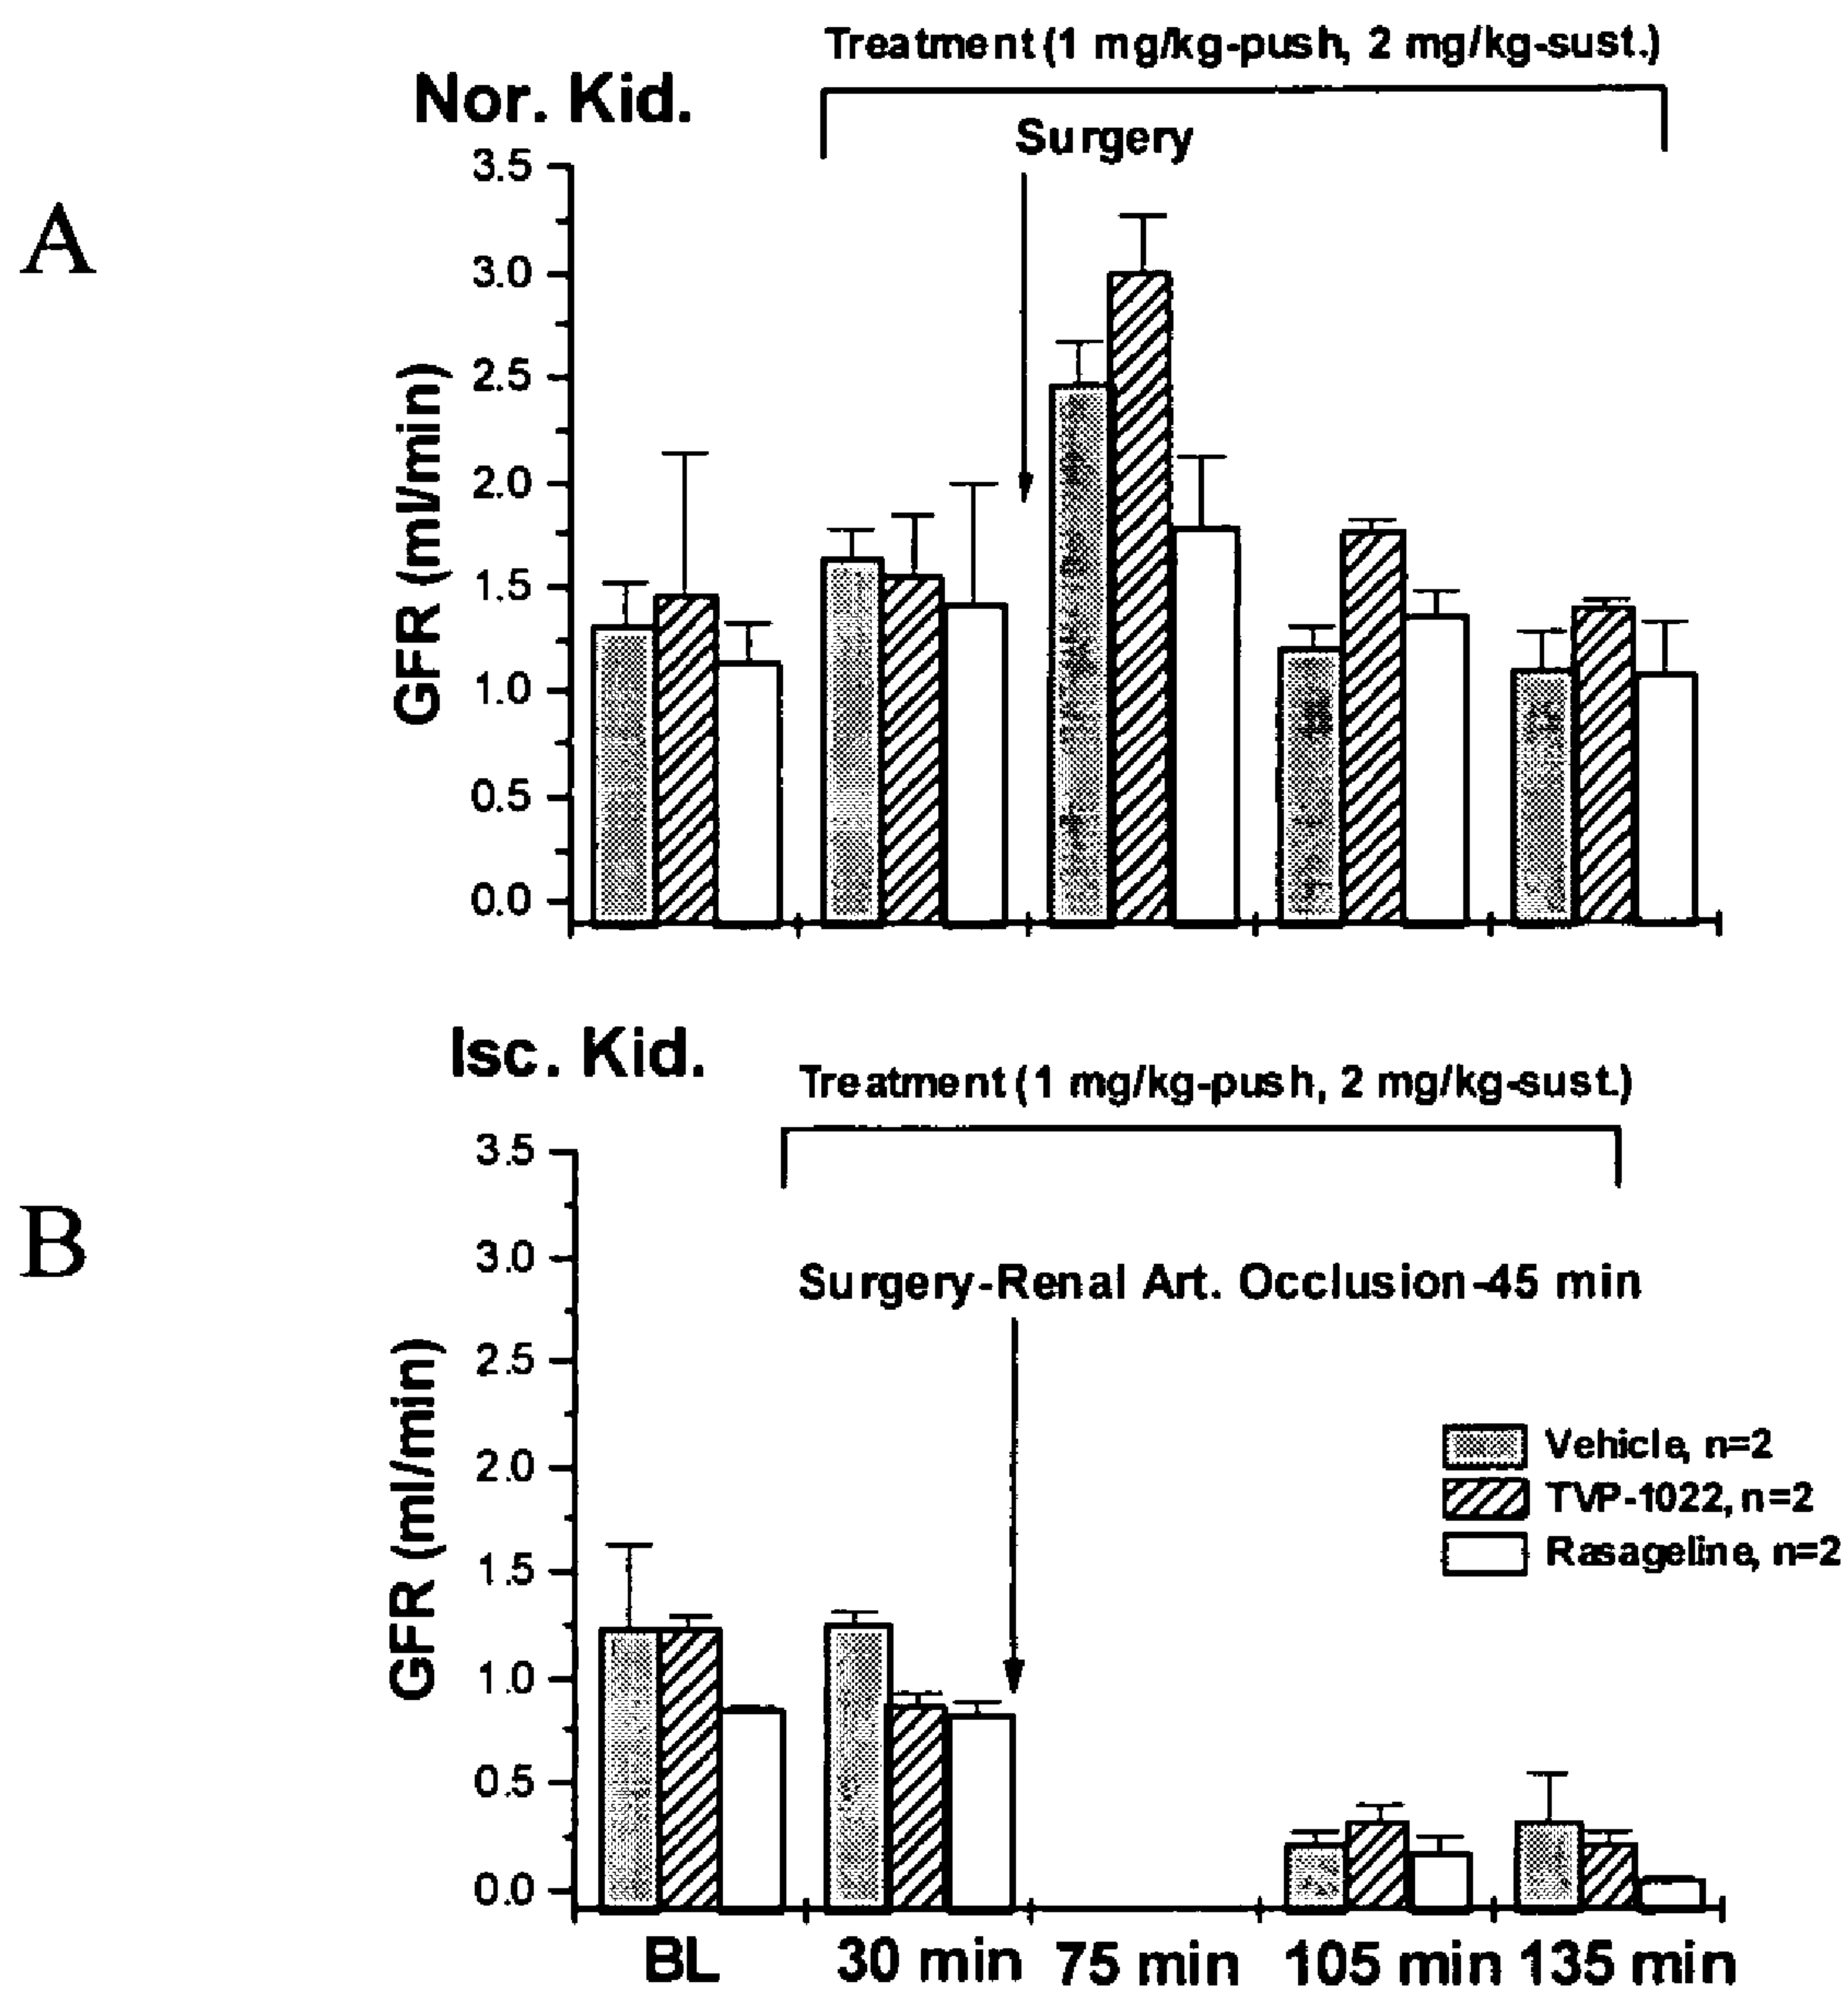 Treatment (1 mg/kg-push, 2 mg/kg-sust.)
Nor. Kid.
Surgery
A
3.5
3.0
2.5
2.0
1.5
1.0
0.5
0.0
GFR (ml/min)
Isc. Kid.
Treatment (1 mg/kg-push, 2 mg/kg-sust.)
B
3.5
3.0
2.5
2.0
1.5
1.0
0.5
0.0
GFR (ml/min)
Surgery-Renal Art. Occlusion-45 min
Vehicle, n=2
TVP-1022, n=2
Rasageline, n=2
BL 30 min 75 min 105 min 135 min